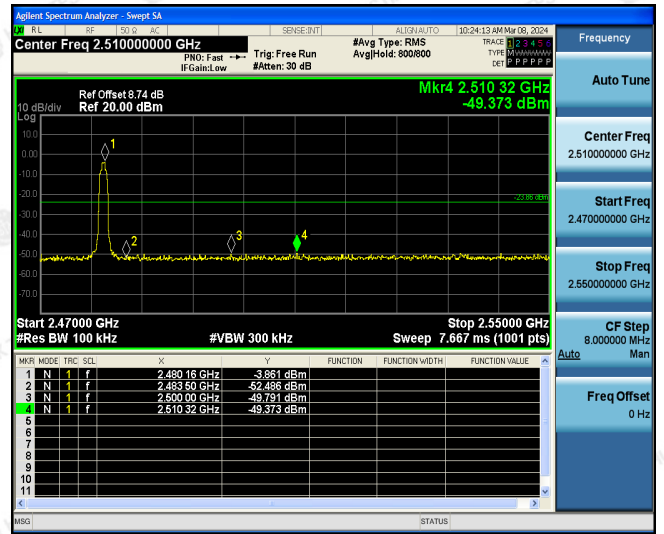 Agilent Spectrum Analyzer - Swept SA
LXI RL RF 50 Ω AC SENSE:INT ALIGN AUTO 10:24:13 AM Mar 08, 2024
Center Freq 2.510000000 GHz
PNO: Fast
IFGain:Low
Trig: Free Run
#Atten: 30 dB
#Avg Type: RMS
Avg|Hold: 800/800
TRACE 1 2 3 4 5 6
TYPE MWWWWW
DET P P P P P P
Ref Offset 8.74 dB
Ref 20.00 dBm
10 dB/div
Log
Mkr4 2.510 32 GHz
-49.373 dBm
10.0
0.00
-10.0
-20.0
-30.0
-40.0
-50.0
-60.0
-70.0
1
2
3
4
-23.86 dBm
Start 2.47000 GHz Stop 2.55000 GHz
#Res BW 100 kHz #VBW 300 kHz Sweep 7.667 ms (1001 pts)
MKR MODE TRC SCL X Y FUNCTION FUNCTION WIDTH FUNCTION VALUE
1 N 1 f 2.480 16 GHz -3.861 dBm
2 N 1 f 2.483 50 GHz -52.486 dBm
3 N 1 f 2.500 00 GHz -49.791 dBm
4 N 1 f 2.510 32 GHz -49.373 dBm
5
6
7
8
9
10
11
MSG STATUS
Frequency
Auto Tune
Center Freq
2.510000000 GHz
Start Freq
2.470000000 GHz
Stop Freq
2.550000000 GHz
CF Step
8.000000 MHz
Auto Man
Freq Offset
0 Hz